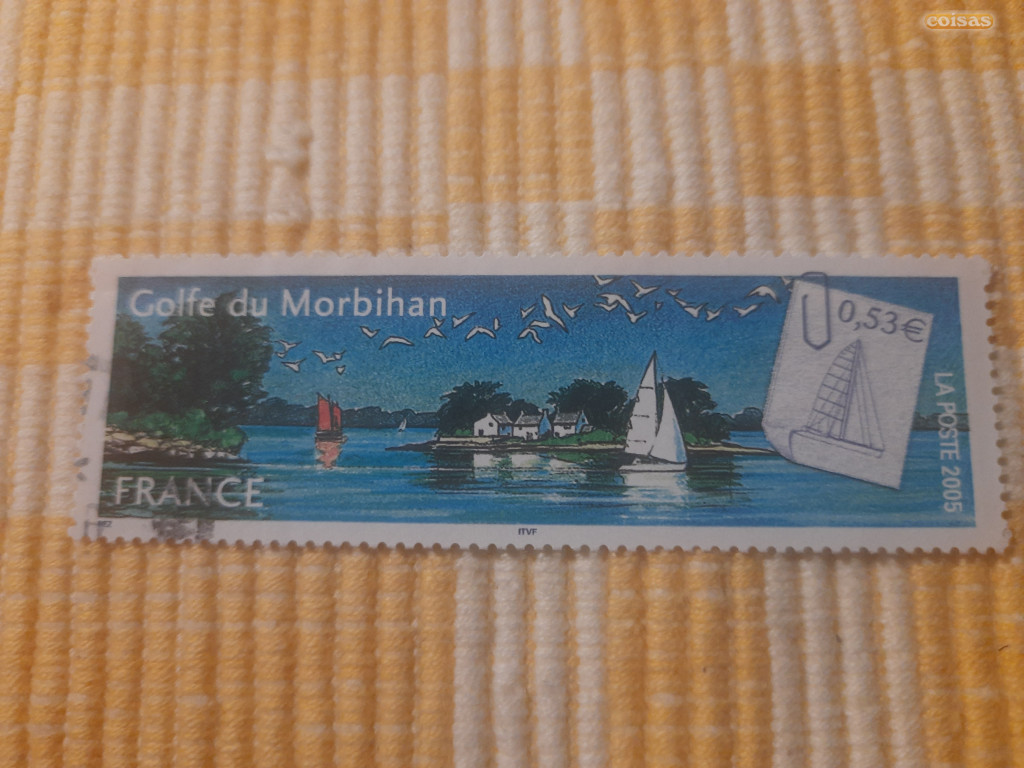 coisas
Golfe du Morbihan
0,53€
LA POSTE 2005
FRANCE
ITVF